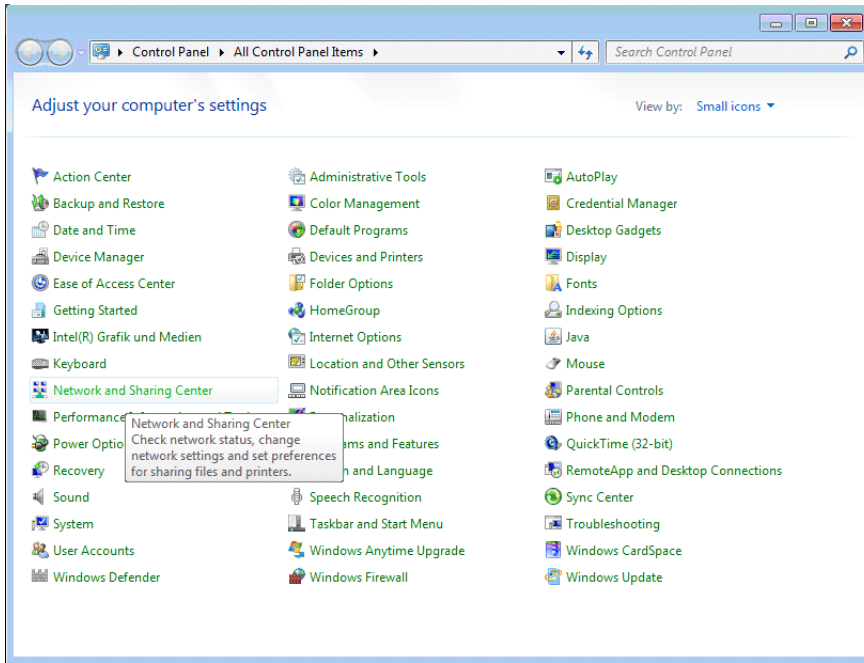 Control Panel All Control Panel Items Search Control Panel
Adjust your computer's settings View by: Small icons
Action Center Administrative Tools AutoPlay
Backup and Restore Color Management Credential Manager
Date and Time Default Programs Desktop Gadgets
Device Manager Devices and Printers Display
Ease of Access Center Folder Options Fonts
Getting Started HomeGroup Indexing Options
Intel(R) Grafik und Medien Internet Options Java
Keyboard Location and Other Sensors Mouse
Network and Sharing Center Notification Area Icons Parental Controls
Performance Phone and Modem
Network and Sharing Center
Power Optio QuickTime (32-bit)
Check network status, change
network settings and set preferences
for sharing files and printers.
Recovery and Language RemoteApp and Desktop Connections
Sound Speech Recognition Sync Center
System Taskbar and Start Menu Troubleshooting
User Accounts Windows Anytime Upgrade Windows CardSpace
Windows Defender Windows Firewall Windows Update